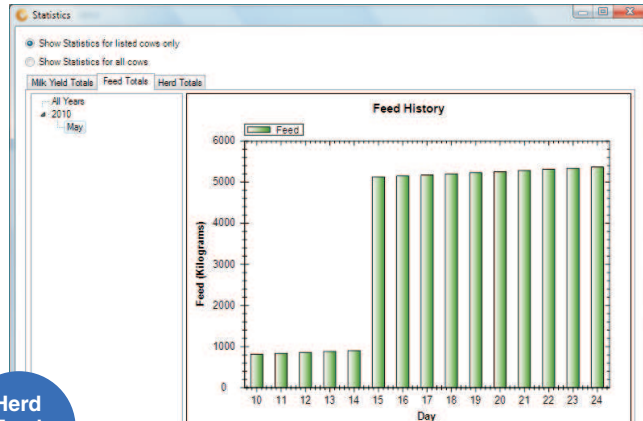 Statistics
Show Statistics for listed cows only
Show Statistics for all cows
Milk Yield Totals Feed Totals Herd Totals
All Years
2010
May
Feed History
Feed
6000
5000
4000
3000
2000
1000
0
Feed (Kilograms)
10 11 12 13 14 15 16 17 18 19 20 21 22 23 24
Day
Herd